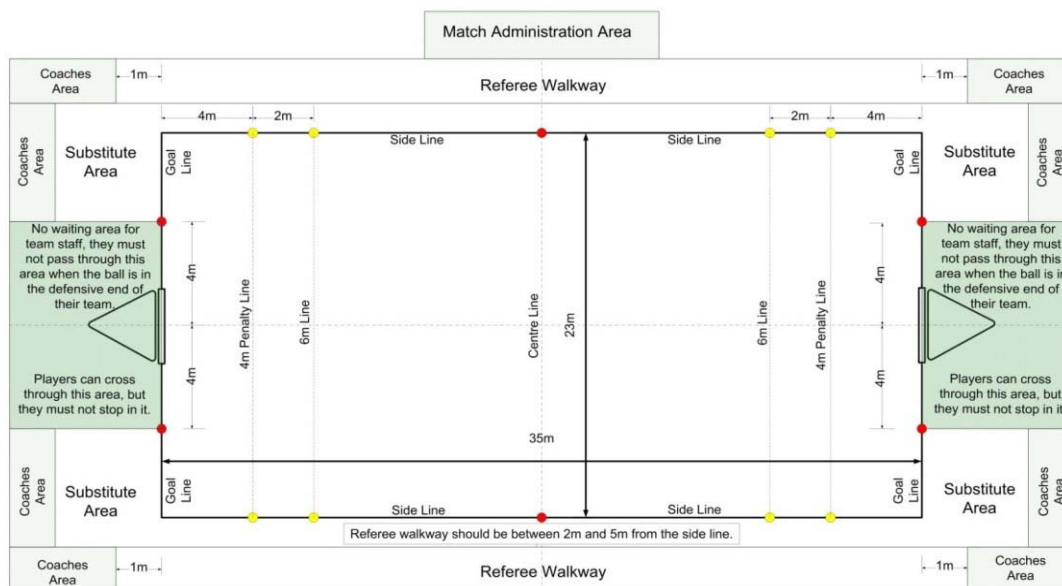 Match Administration Area
Coaches
Area
1m
Referee Walkway
1m
Coaches
Area
4m
2m
2m
4m
Coaches
Area
Substitute
Area
Goal
Line
Side Line
Side Line
Goal
Line
Substitute
Area
Coaches
Area
No waiting area for
team staff, they must
not pass through this
area when the ball is in
the defensive end of
their team.
4m
4m Penalty Line
6m Line
Centre Line
23m
6m Line
4m Penalty Line
4m
No waiting area for
team staff, they must
not pass through this
area when the ball is in
the defensive end of
their team.
Players can cross
through this area, but
they must not stop in it.
4m
35m
4m
Players can cross
through this area, but
they must not stop in it.
Coaches
Area
Substitute
Area
Goal
Line
Side Line
Side Line
Goal
Line
Substitute
Area
Coaches
Area
Referee walkway should be between 2m and 5m from the side line.
Coaches
Area
1m
Referee Walkway
1m
Coaches
Area